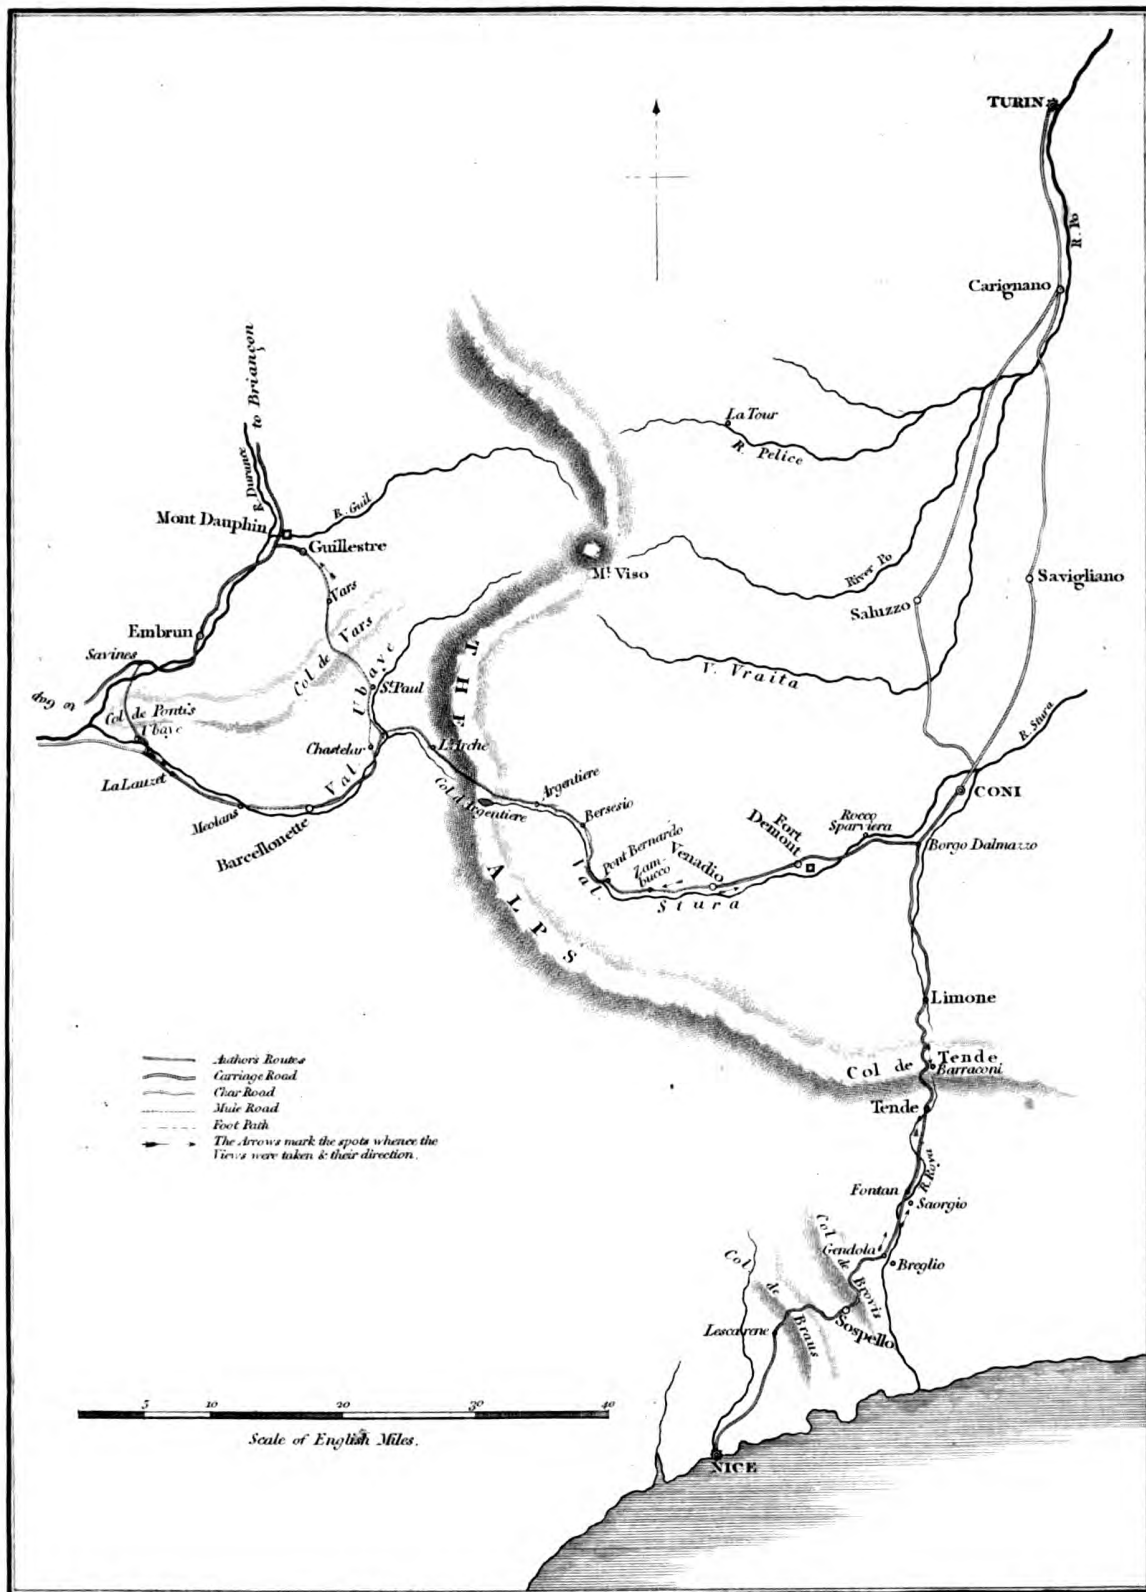 TURIN
R. Po
Carignano
to Briançon
R. Durance
La Tour
R. Pelice
Mont Dauphin
R. Guil
Guillestre
Mt. Viso
River Po
Savigliano
Saluzzo
Vars
Embrun
Savines
Col de Vars
to Gap
Col de Pontis
Ubaye
St. Paul
THE ALPS
V. Vraita
R. Stura
Chastelar
L'Arche
La Lauzet
Val. Ubaye
Meolans
Barcellonette
Col d'Argentiere
Argentiere
Bersesio
CONI
Rocco
Sparviera
Fort
Demont
Borgo Dalmazzo
Pont Bernardo
Zam-
bucco
Venadio
Val. Stura
Limone
Col de Tende
Barraconi
Tende
Authors Routes
Carriage Road
Char Road
Mule Road
Foot Path
The Arrows mark the spots whence the
Views were taken & their direction.
R. Roya
Fontan
Saorgio
Gendola
Breglio
Col de Brovis
Col de Braus
Sospello
Lescarene
5 10 20 30 40
Scale of English Miles.
NICE